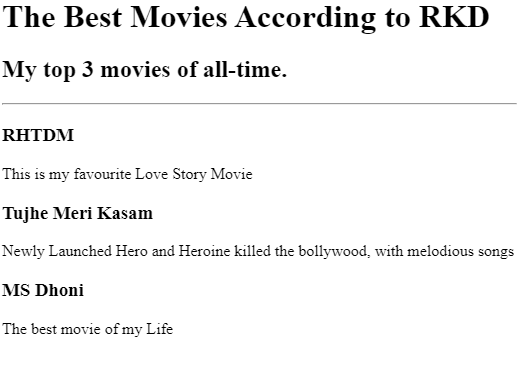 The Best Movies According to RKD
My top 3 movies of all-time.
RHTDM
This is my favourite Love Story Movie
Tujhe Meri Kasam
Newly Launched Hero and Heroine killed the bollywood, with melodious songs
MS Dhoni
The best movie of my Life